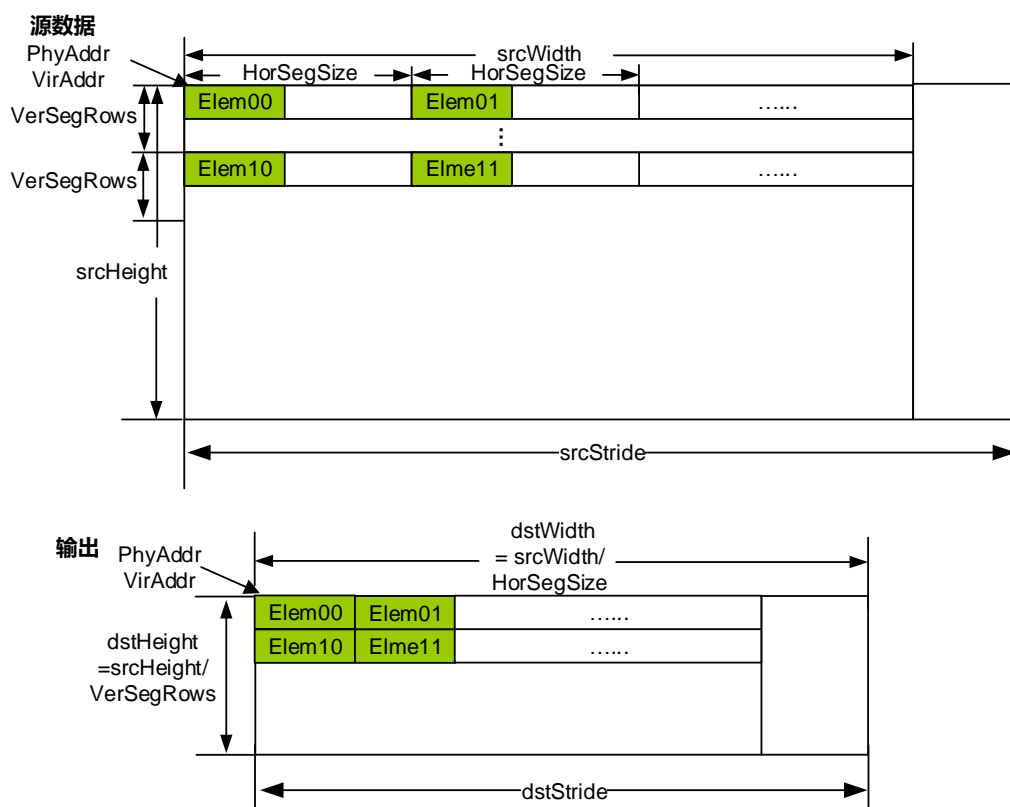 源数据
PhyAddr
VirAddr
srcWidth
HorSegSize
HorSegSize
VerSegRows
Elem00
Elem01
…...
⋮
VerSegRows
Elem10
Elme11
…...
srcHeight
srcStride
输出
PhyAddr
VirAddr
dstWidth
= srcWidth/
HorSegSize
dstHeight
=srcHeight/
VerSegRows
Elem00
Elem01
…...
Elem10
Elme11
…...
dstStride